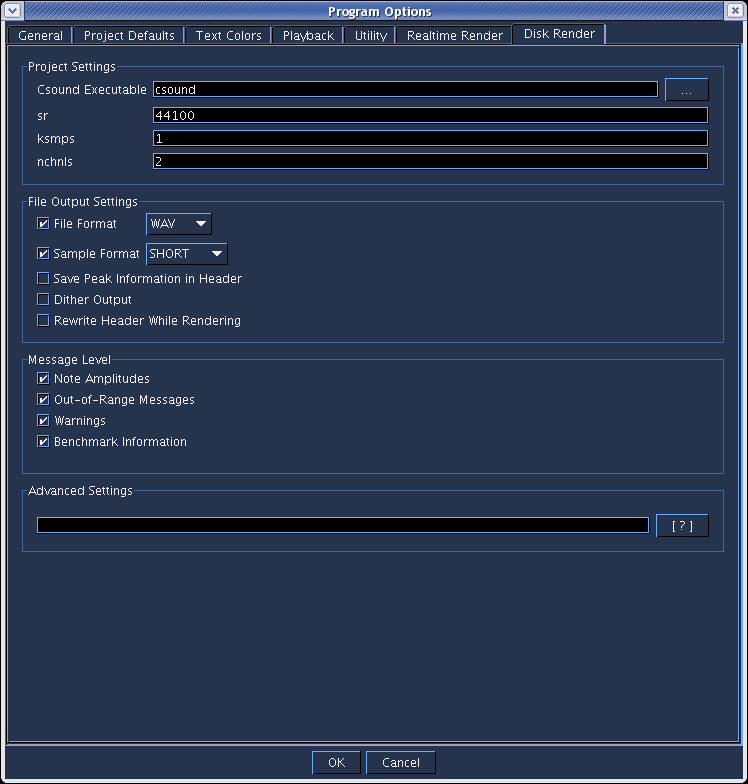 Program Options
General Project Defaults Text Colors Playback Utility Realtime Render Disk Render
Project Settings
Csound Executable csound ...
sr 44100
ksmps 1
nchnls 2
File Output Settings
File Format WAV
Sample Format SHORT
Save Peak Information in Header
Dither Output
Rewrite Header While Rendering
Message Level
Note Amplitudes
Out-of-Range Messages
Warnings
Benchmark Information
Advanced Settings
[ ? ]
OK Cancel